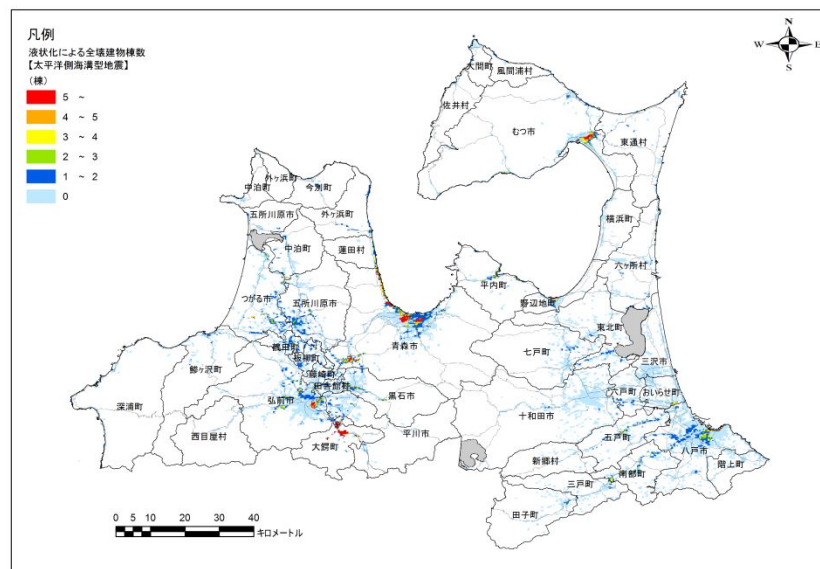 凡例
液状化による全壊建物棟数
【太平洋側海溝型地震】
(棟)
5 ~
4 ~ 5
3 ~ 4
2 ~ 3
1 ~ 2
0
N
W
E
S
大間町
風間浦村
佐井村
むつ市
東通村
外ヶ浜町
中泊町
今別町
五所川原市
外ヶ浜町
横浜町
中泊町
蓬田村
六ヶ所村
平内町
つがる市
五所川原市
野辺地町
東北町
青森市
鶴田町
七戸町
板柳町
三沢市
鰺ヶ沢町
藤崎町
田舎館村
六戸町
おいらせ町
黒石市
深浦町
弘前市
十和田市
西目屋村
平川市
五戸町
八戸市
大鰐町
新郷村
南部町
階上町
三戸町
田子町
0 5 10 20 30 40
キロメートル